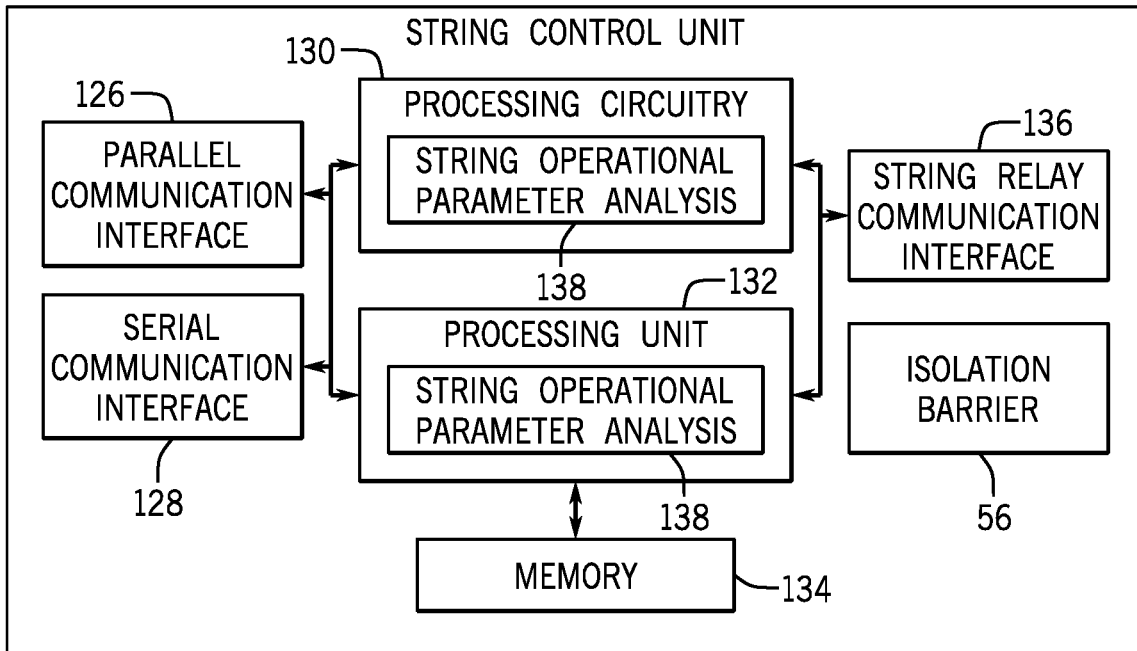 STRING CONTROL UNIT
130
PROCESSING CIRCUITRY
STRING OPERATIONAL
PARAMETER ANALYSIS
138
126
PARALLEL
COMMUNICATION
INTERFACE
136
STRING RELAY
COMMUNICATION
INTERFACE
132
PROCESSING UNIT
STRING OPERATIONAL
PARAMETER ANALYSIS
138
SERIAL
COMMUNICATION
INTERFACE
128
ISOLATION
BARRIER
56
MEMORY
134